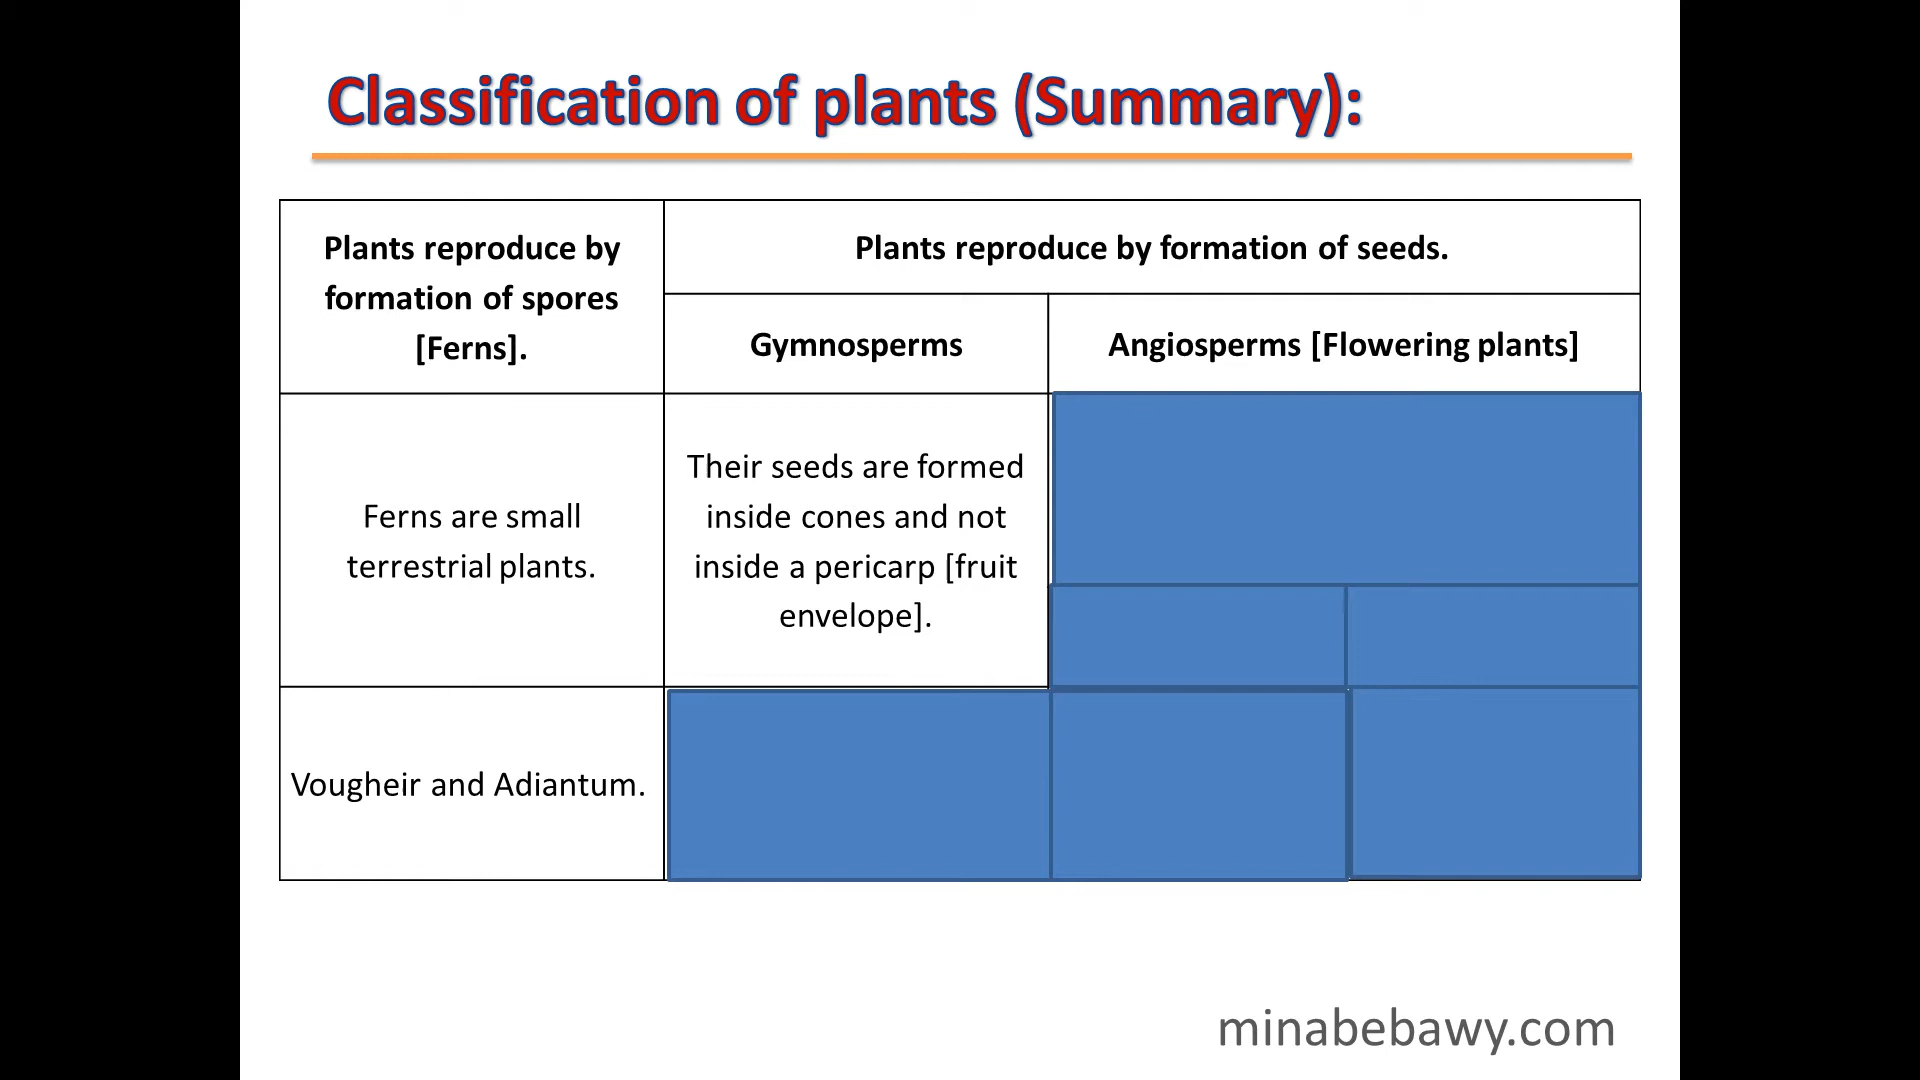 Classification of plants (Summary):
Plants reproduce by
formation of spores
[Ferns].
Plants reproduce by formation of seeds.
Gymnosperms
Angiosperms [Flowering plants]
Ferns are small
terrestrial plants.
Their seeds are formed
inside cones and not
inside a pericarp [fruit
envelope].
Vougheir and Adiantum.
minabebawy.com